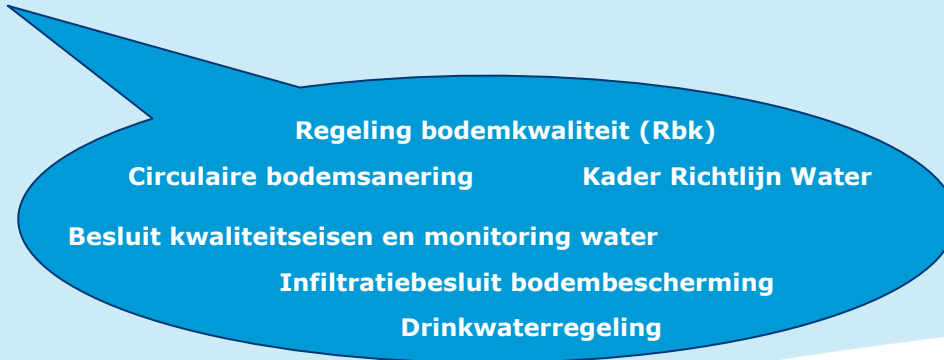 Regeling bodemkwaliteit (Rbk)
Circulaire bodemsanering Kader Richtlijn Water
Besluit kwaliteitseisen en monitoring water
Infiltratiebesluit bodembescherming
Drinkwaterregeling